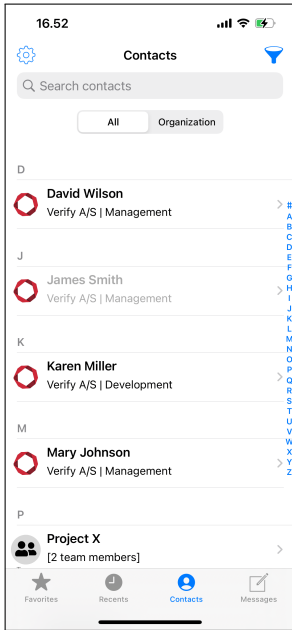 16.52
Contacts
Search contacts
All Organization
D
David Wilson
Verify A/S | Management
J
James Smith
Verify A/S | Management
K
Karen Miller
Verify A/S | Development
M
Mary Johnson
Verify A/S | Management
P
Project X
[2 team members]
#
A
B
C
D
E
F
G
H
I
J
K
L
M
N
O
P
Q
R
S
T
U
V
W
X
Y
Z
Favorites Recents Contacts Messages